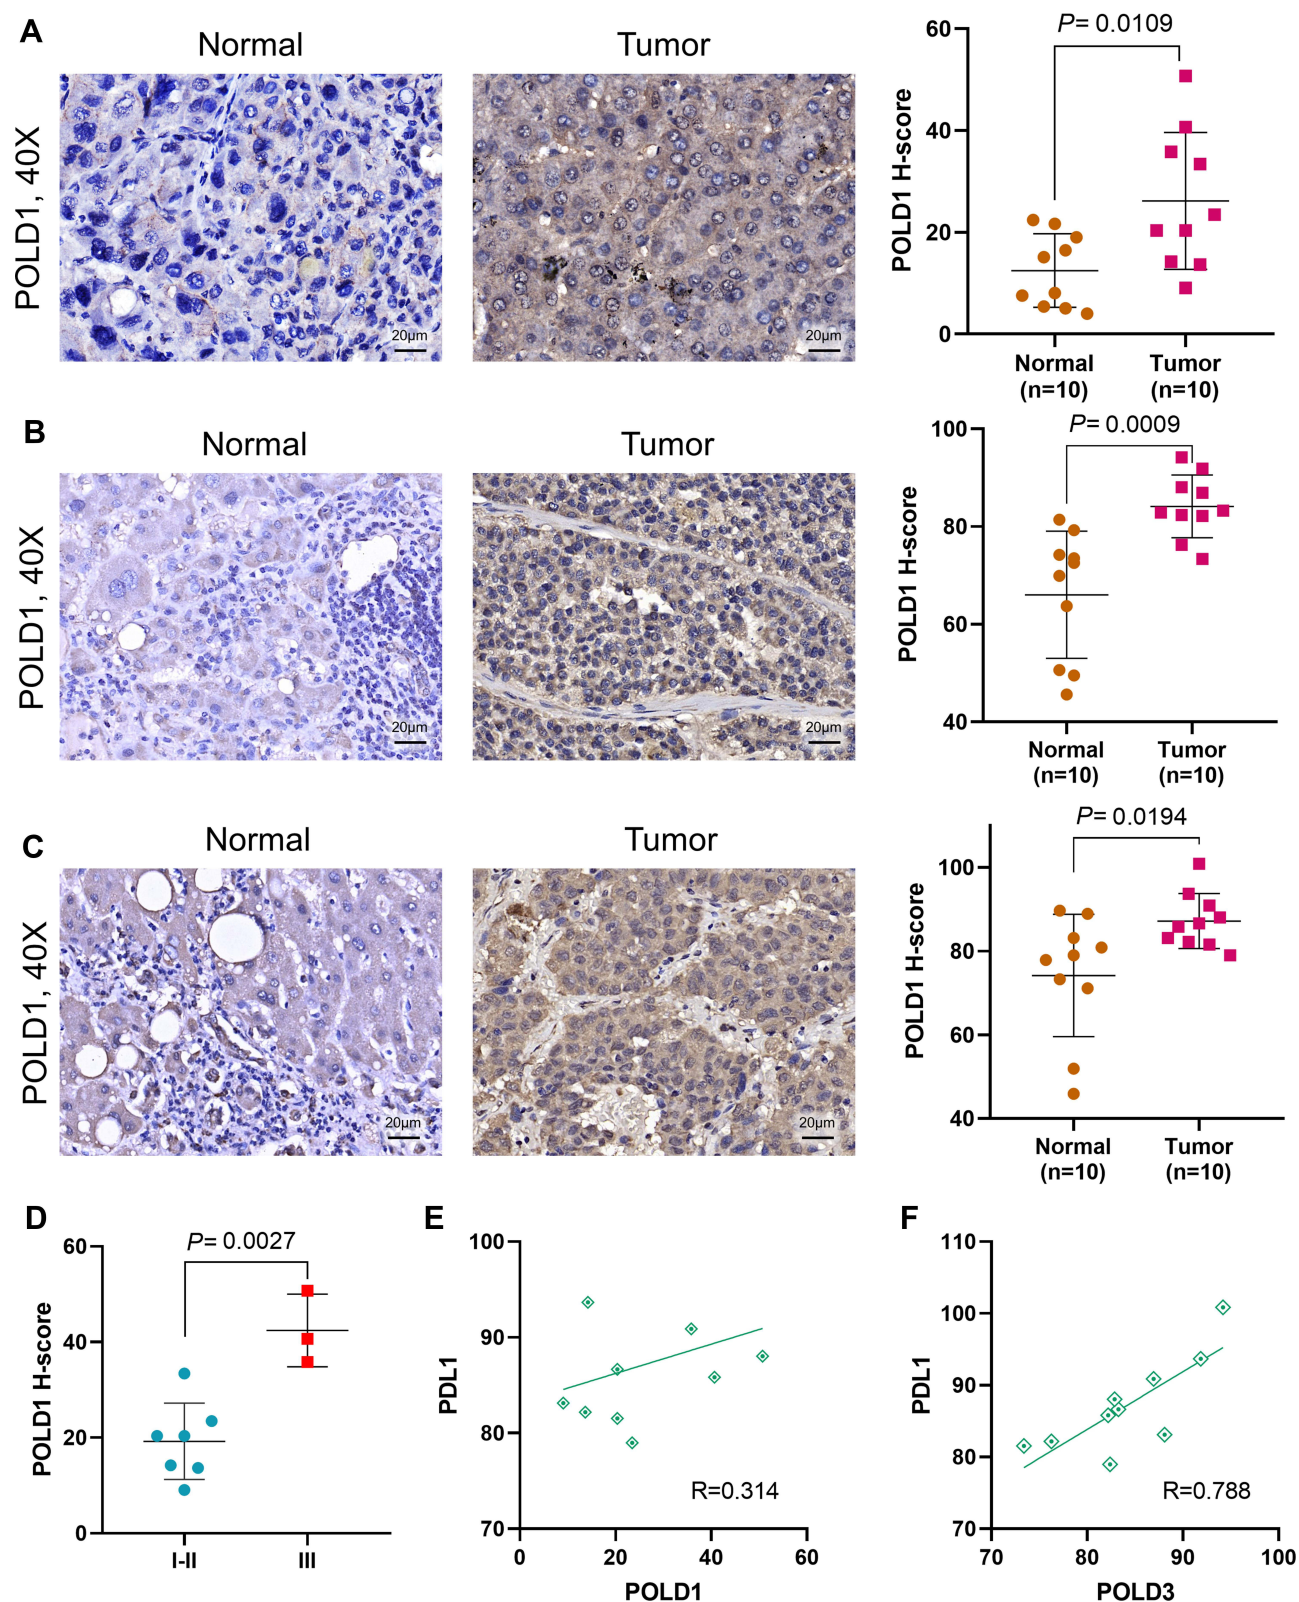 A
Normal
Tumor
POLD1, 40X
20μm
20μm
P= 0.0109
POLD1 H-score
60
40
20
0
Normal
(n=10)
Tumor
(n=10)
B
Normal
Tumor
POLD1, 40X
20μm
20μm
P= 0.0009
POLD1 H-score
100
80
60
40
Normal
(n=10)
Tumor
(n=10)
C
Normal
Tumor
POLD1, 40X
20μm
20μm
P= 0.0194
POLD1 H-score
100
80
60
40
Normal
(n=10)
Tumor
(n=10)
D
P= 0.0027
POLD1 H-score
60
40
20
0
I-II
III
E
PDL1
100
90
80
70
R=0.314
0
20
40
60
POLD1
F
PDL1
110
100
90
80
70
R=0.788
70
80
90
100
POLD3